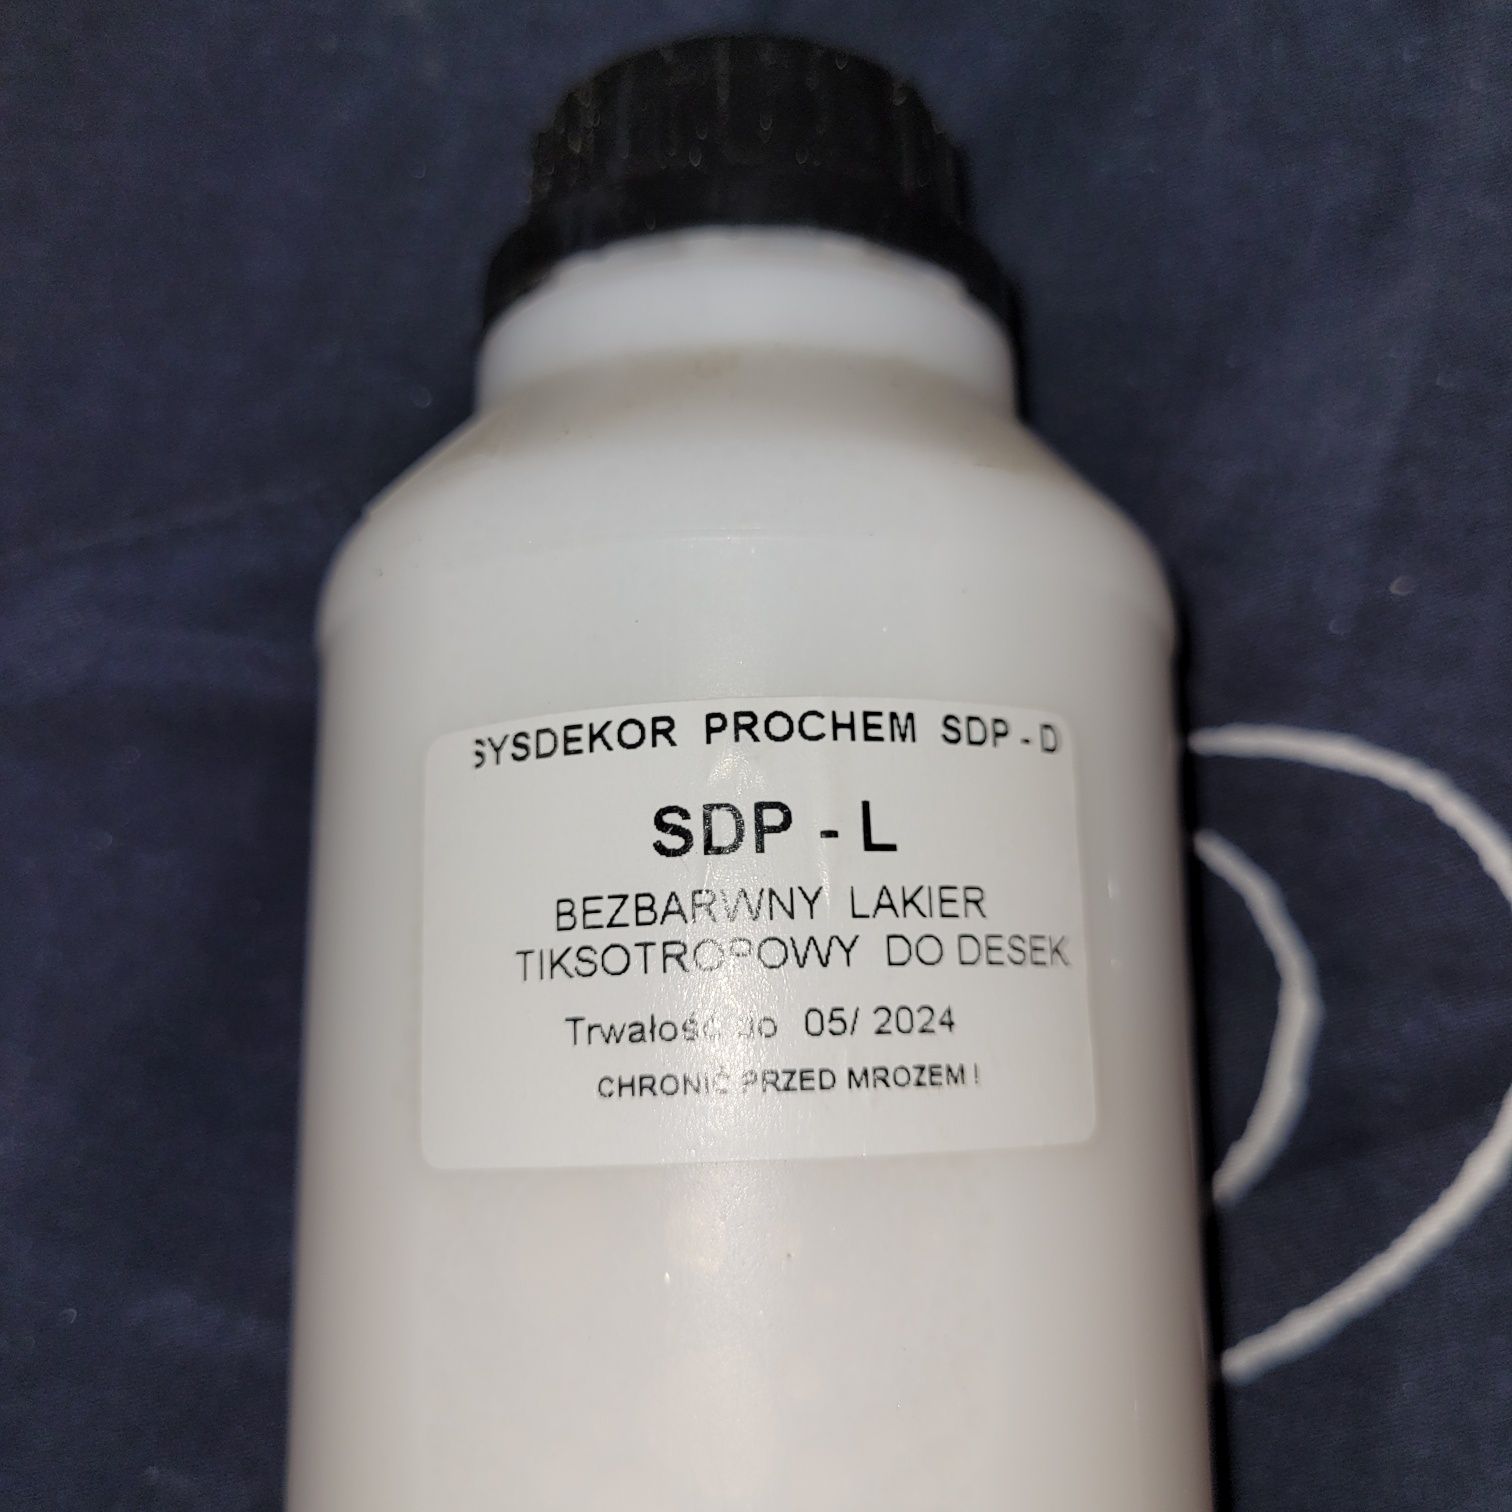 SYSDEKOR PROCHEM SDP - D
SDP - L
BEZBARWNY LAKIER
TIKSOTROPOWY DO DESEK
Trwałość do 05/ 2024
CHRONIĆ PRZED MROZEM !